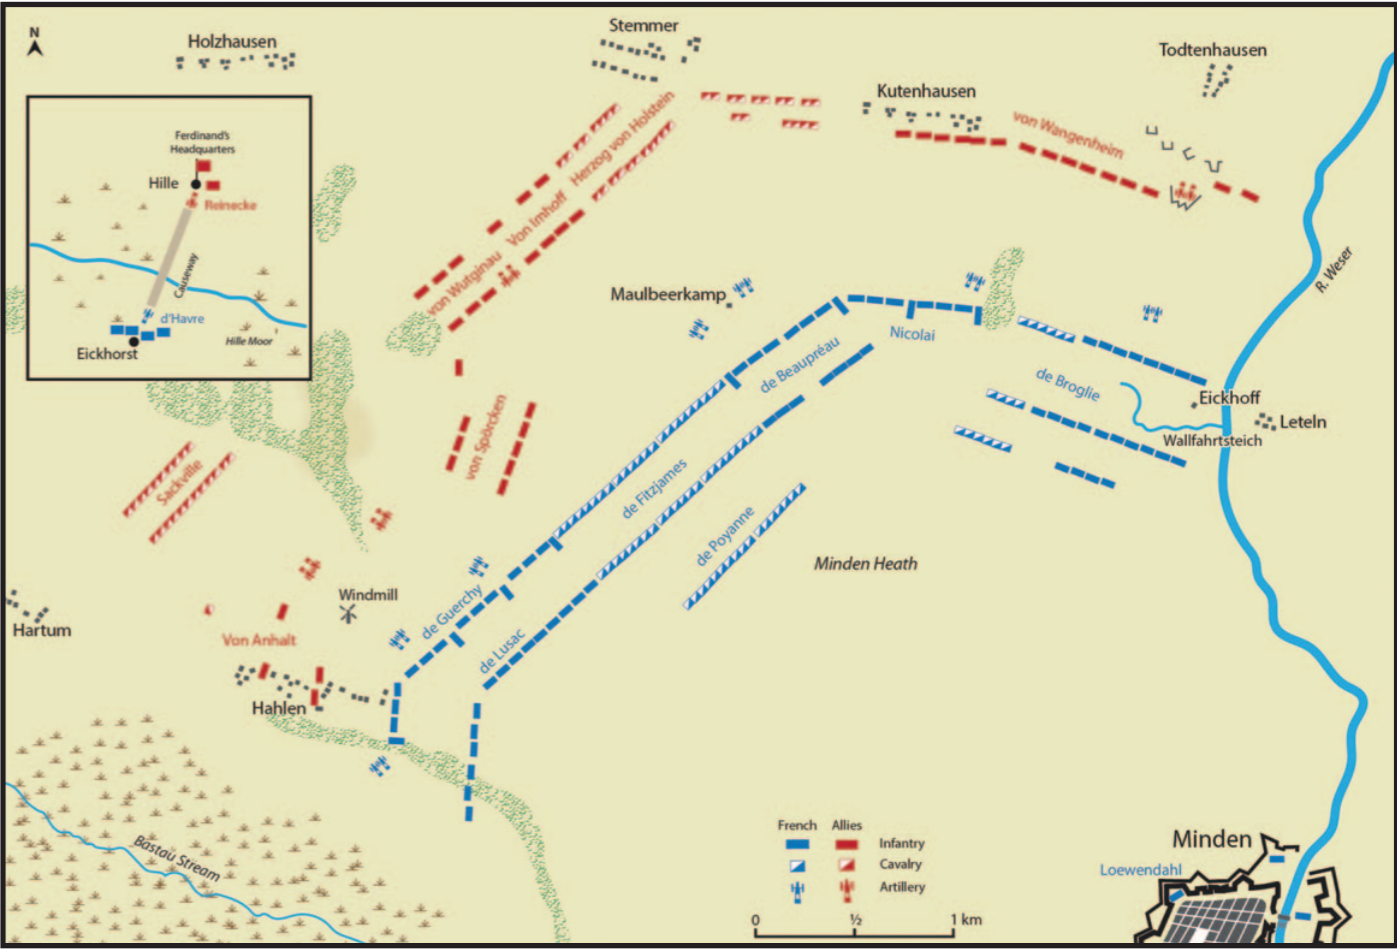 N
Holzhausen
Stemmer
Todtenhausen
Kutenhausen
von Wangenheim
Herzog von Holstein
Von Imhoff
von Wutginau
Ferdinand's
Headquarters
Hille
Reinecke
Causeway
d'Havre
Hille Moor
Eickhorst
R. Weser
Maulbeerkamp
Nicolai
de Beaupréau
de Broglie
Eickhoff
Leteln
Wallfahrtsteich
von Spörcken
Sackville
de Fitzjames
de Poyanne
Minden Heath
Windmill
de Guerchy
de Lusac
Hartum
Von Anhalt
Hahlen
Bastau Stream
French Allies
Infantry
Cavalry
Artillery
0 ½ 1 km
Minden
Loewendahl